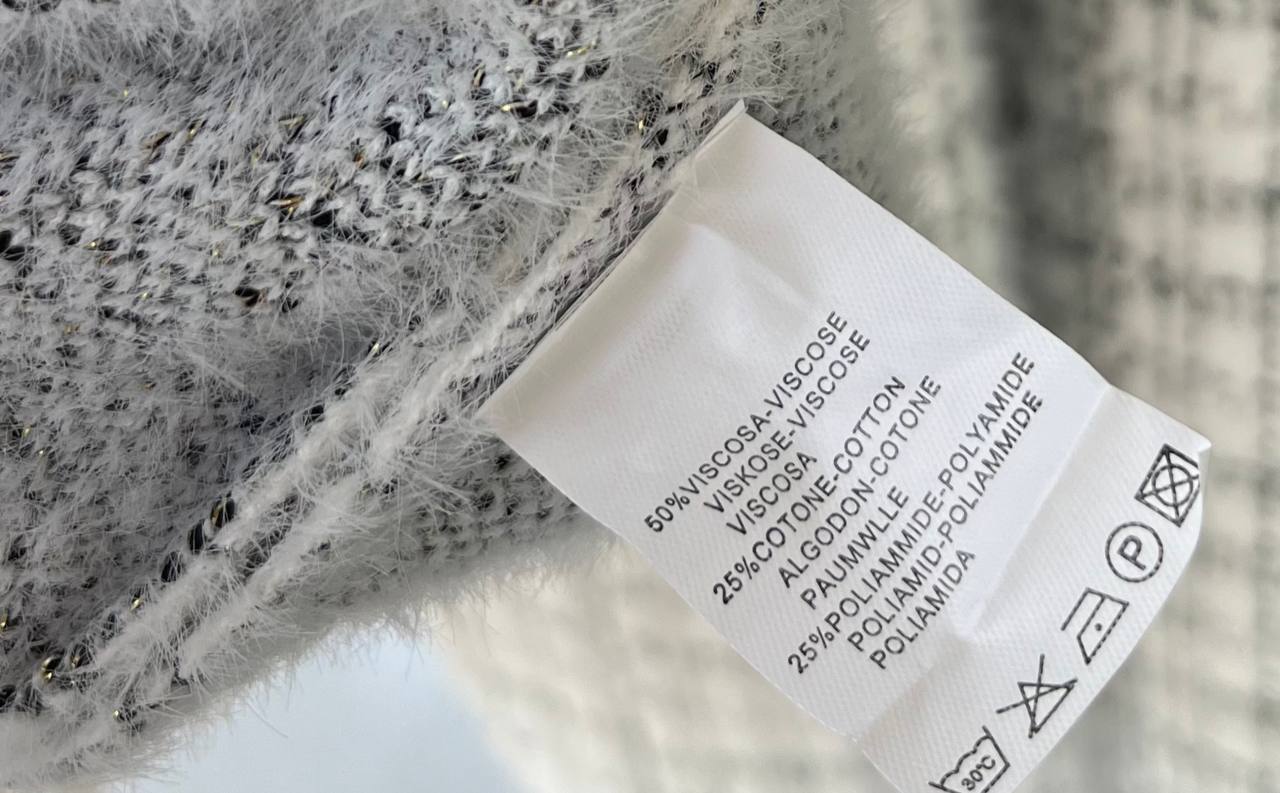 50%VISCOSA-VISCOSE
VISKOSE-VISCOSE
VISCOSA
25%COTONE-COTTON
ALGODON-COTONE
PAUMWLLE
25%POLIAMMIDE-POLYAMIDE
POLIAMID-POLIAMMIDE
POLIAMIDA
30°C
P